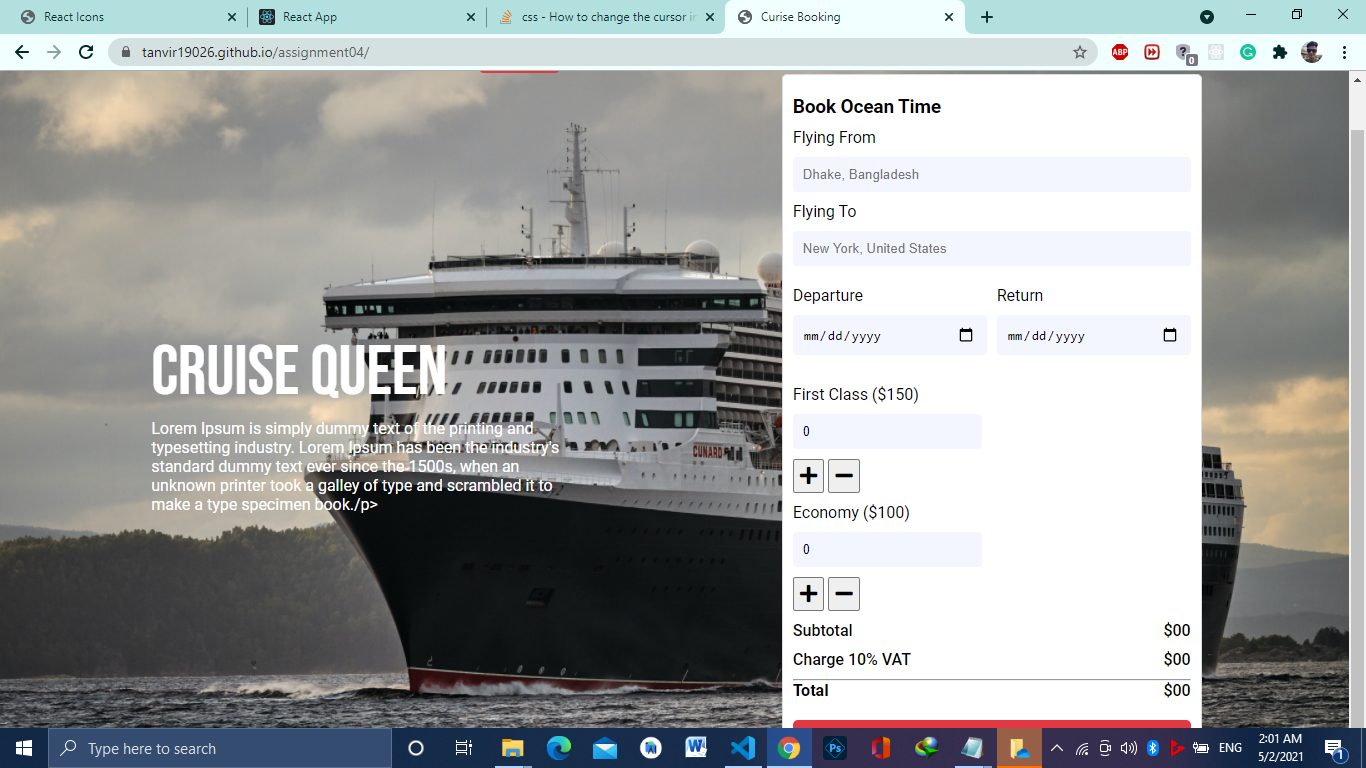 React Icons
React App
css - How to change the cursor in
Curise Booking
tanvir19026.github.io/assignment04/
ABP
0
Book Ocean Time
Flying From
Dhake, Bangladesh
Flying To
New York, United States
Departure
Return
mm/dd/yyyy
mm/dd/yyyy
First Class ($150)
0
Economy ($100)
0
Subtotal
$00
Charge 10% VAT
$00
Total
$00
CRUISE QUEEN
Lorem Ipsum is simply dummy text of the printing and
typesetting industry. Lorem Ipsum has been the industry's
standard dummy text ever since the 1500s, when an
unknown printer took a galley of type and scrambled it to
make a type specimen book./p>
CUNARD
Type here to search
W
Ps
ENG
2:01 AM
5/2/2021
1